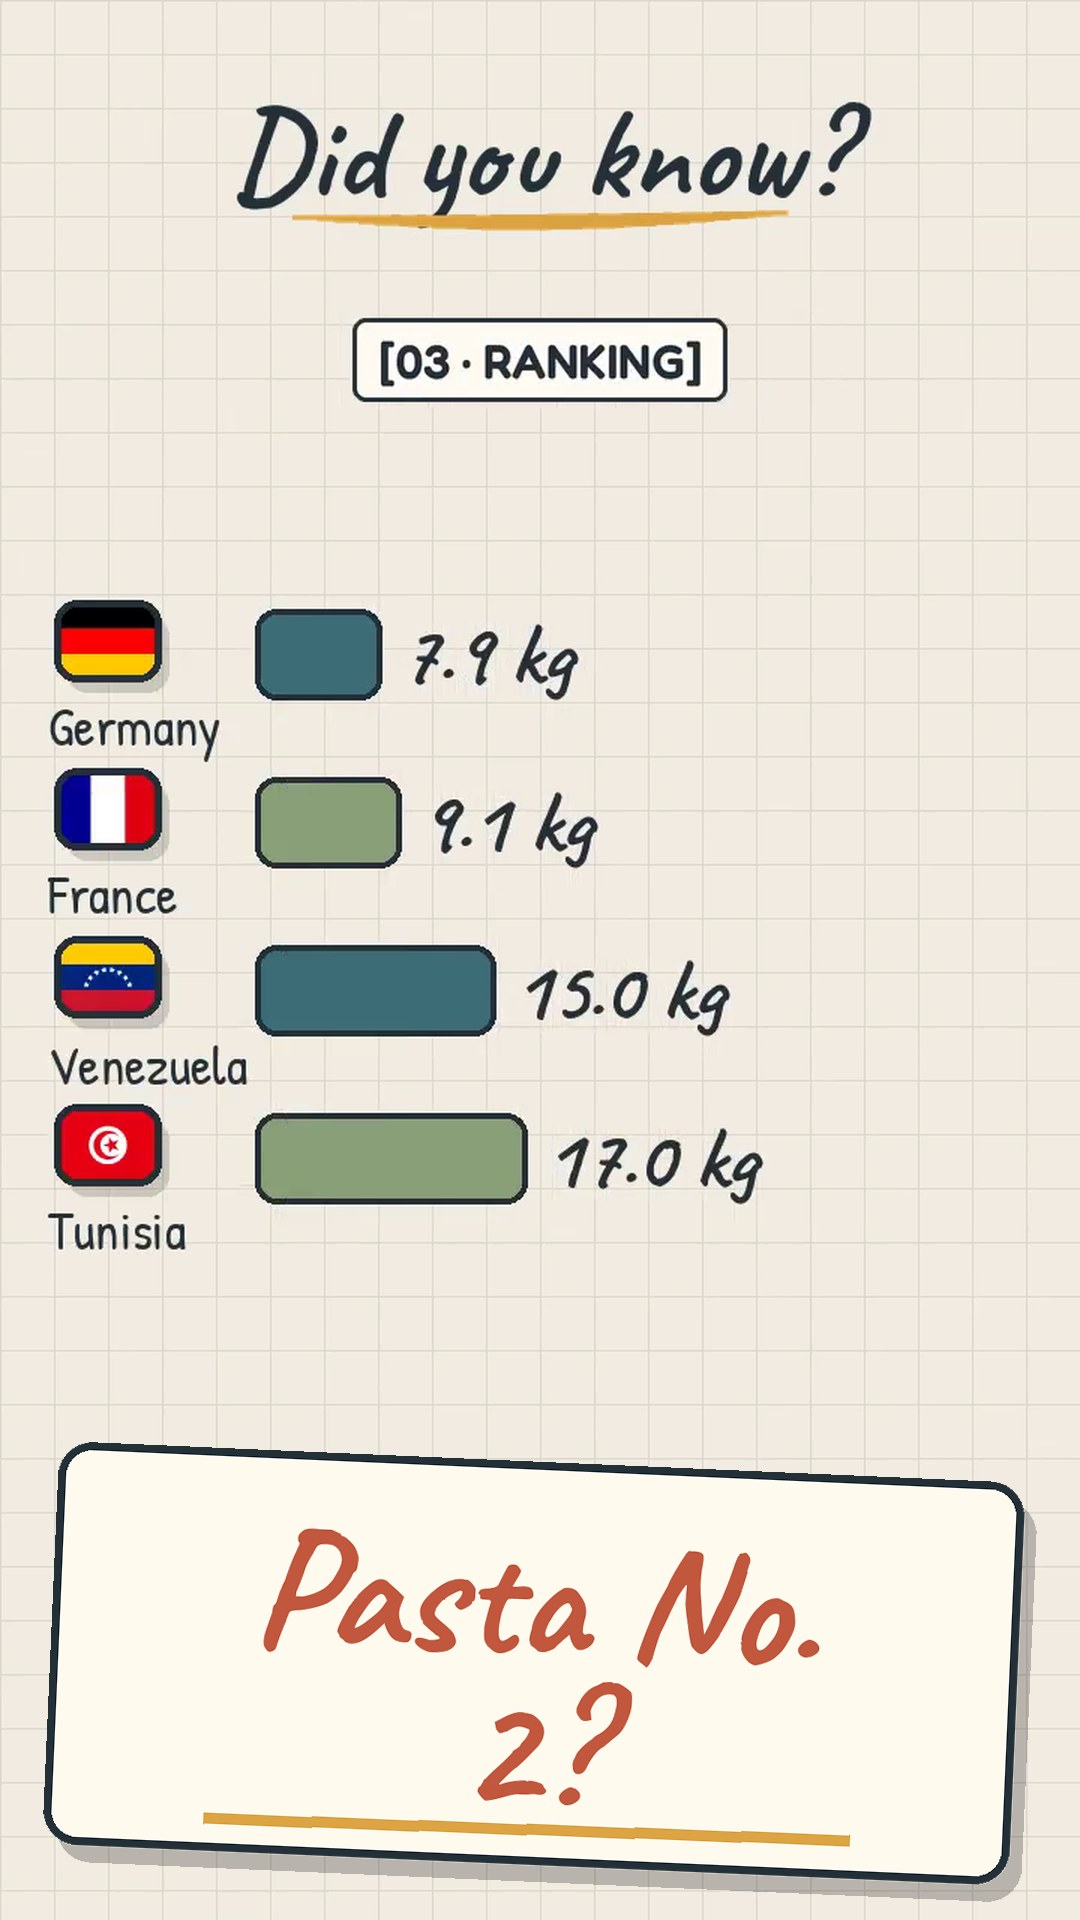 Did you know?
[03 · RANKING]
7.9 kg
Germany
9.1 kg
France
15.0 kg
Venezuela
17.0 kg
Tunisia
Pasta No.
2?